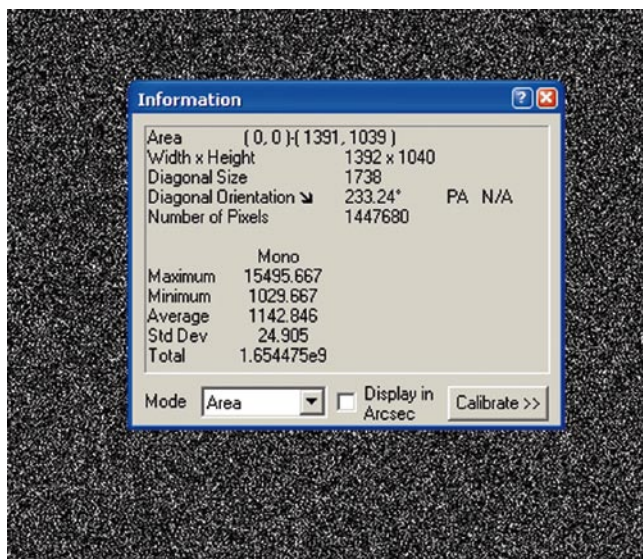 Information
Area ( 0, 0 )-( 1391, 1039 )
Width x Height 1392 x 1040
Diagonal Size 1738
Diagonal Orientation ↘ 233.24° PA N/A
Number of Pixels 1447680
Mono
Maximum 15495.667
Minimum 1029.667
Average 1142.846
Std Dev 24.905
Total 1.654475e9
Mode Area Display in Arcsec Calibrate >>